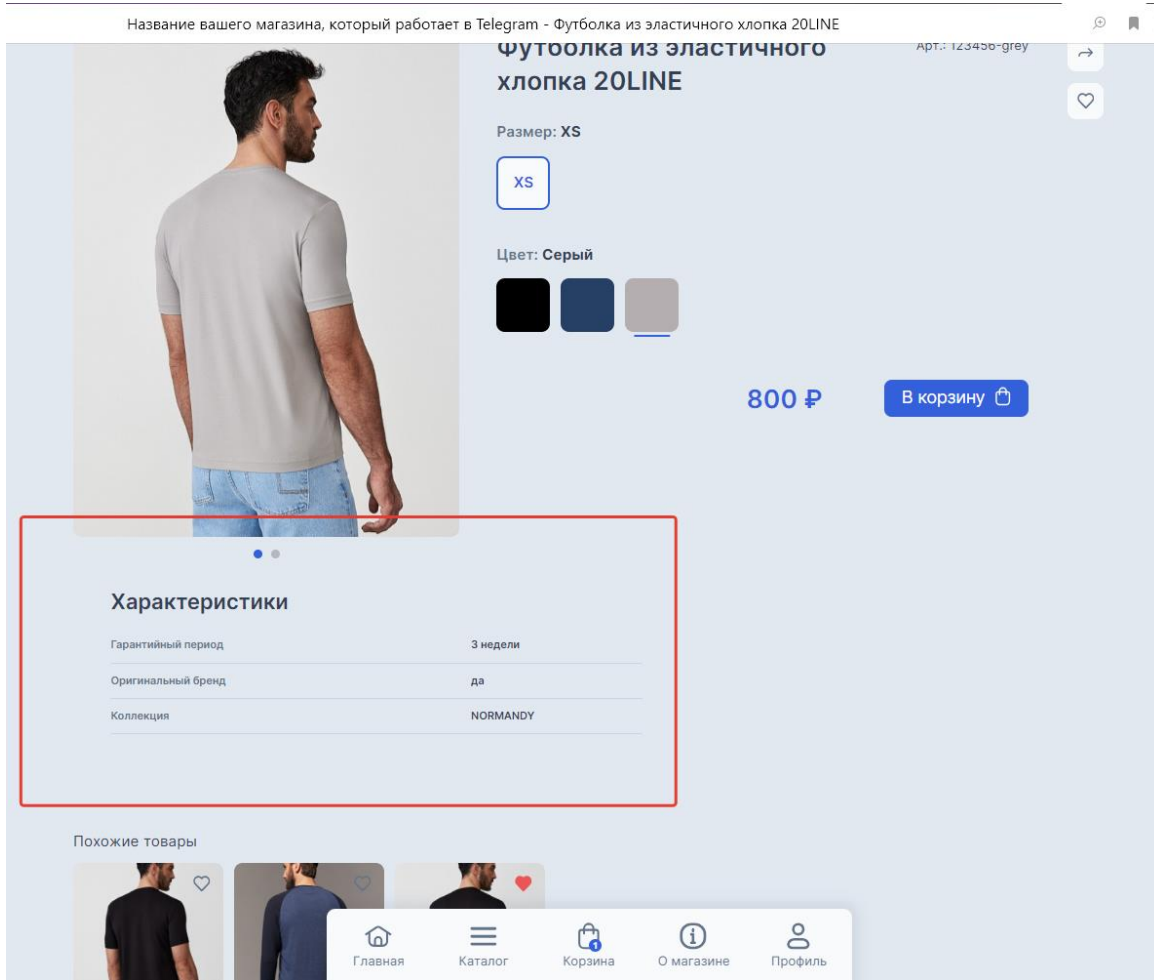 Название вашего магазина, который работает в Telegram - Футболка из эластичного хлопка 20LINE
Футболка из эластичного
хлопка 20LINE
Арт.: 123456-grey
Размер: XS
XS
Цвет: Серый
800 ₽
В корзину
Характеристики
Гарантийный период 3 недели
Оригинальный бренд да
Коллекция NORMANDY
Похожие товары
1
Главная Каталог Корзина О магазине Профиль